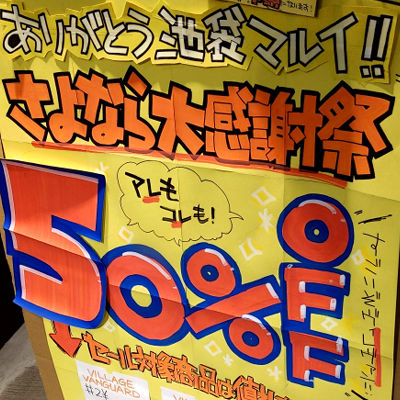 ありがとう池袋マルイ!!
さよなら大感謝祭
アレも
コレも!
50%OFF
セール対象商品は値札
VILLAGE
VANGUARD